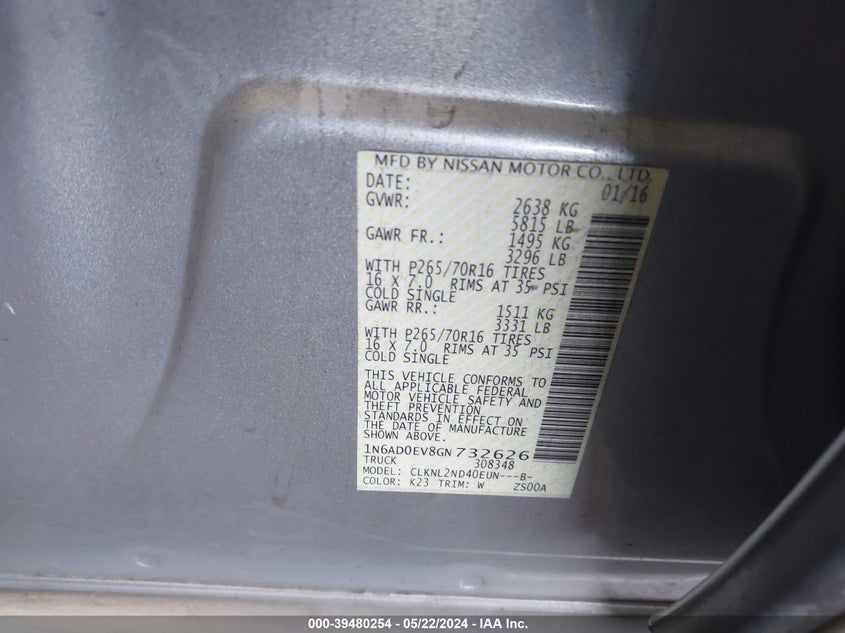 MFD BY NISSAN MOTOR CO., LTD.
DATE: 01/16
GVWR: 2638 KG
5815 LB
GAWR FR.: 1495 KG
3296 LB
WITH P265/70R16 TIRES
16 X 7.0 RIMS AT 35 PSI
COLD SINGLE
GAWR RR.: 1511 KG
3331 LB
WITH P265/70R16 TIRES
16 X 7.0 RIMS AT 35 PSI
COLD SINGLE
THIS VEHICLE CONFORMS TO
ALL APPLICABLE FEDERAL
MOTOR VEHICLE SAFETY AND
THEFT PREVENTION
STANDARDS IN EFFECT ON
THE DATE OF MANUFACTURE
SHOWN ABOVE.
1N6AD0EV8GN732626
TRUCK 308348
MODEL: CLKNL2ND40EUN---B-
COLOR: K23 TRIM: W ZS00A
000-39480254 - 05/22/2024 - IAA Inc.